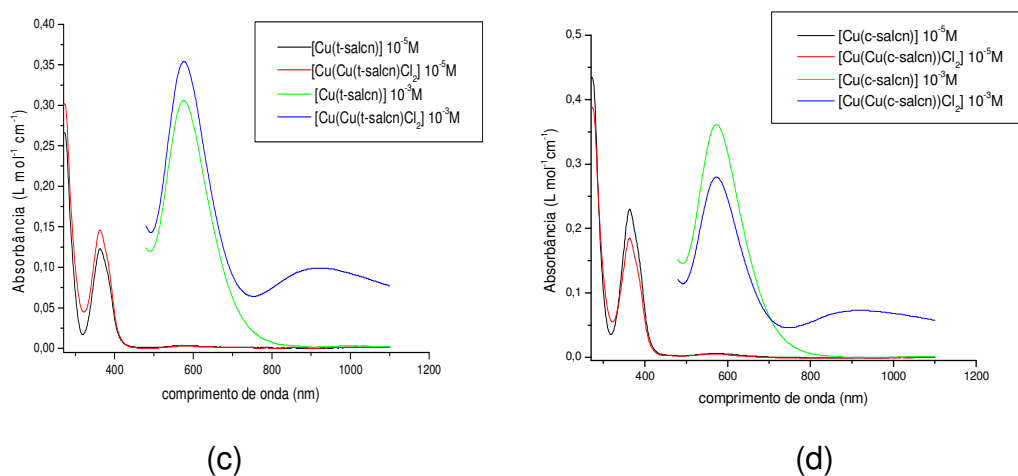 0,40
0,35
0,30
0,25
0,20
0,15
0,10
0,05
0,00
Absorbância (L mol⁻¹ cm⁻¹)
400 600 800 1000 1200
comprimento de onda (nm)
[Cu(t-salcn)] 10⁻⁵M
[Cu(Cu(t-salcn)Cl₂] 10⁻⁵M
[Cu(t-salcn)] 10⁻³M
[Cu(Cu(t-salcn)Cl₂] 10⁻³M
(c)
0,5
0,4
0,3
0,2
0,1
0,0
Absorbância (L mol⁻¹cm⁻¹)
400 600 800 1000 1200
comprimento de onda (nm)
[Cu(c-salcn)] 10⁻⁵M
[Cu(Cu(c-salcn))Cl₂] 10⁻⁵M
[Cu(c-salcn)] 10⁻³M
[Cu(Cu(c-salcn))Cl₂] 10⁻³M
(d)